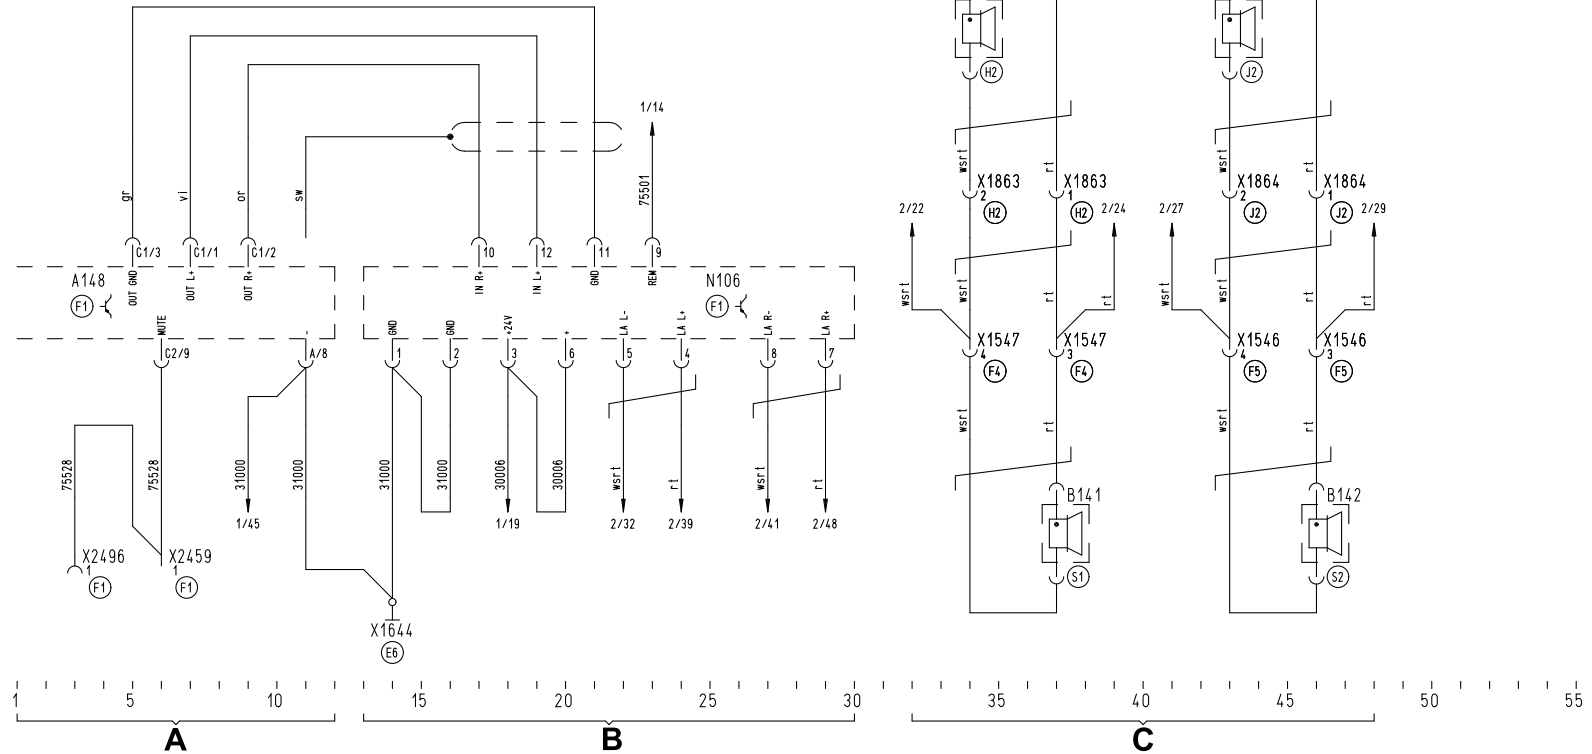 1/14
H2
J2
gr
vi
or
sw
75501
wsrt
rt
wsrt
rt
X1863
2
H2
X1863
1
H2
X1864
2
J2
X1864
1
J2
2/22
2/24
2/27
2/29
C1/3
C1/1
C1/2
10
12
11
9
A148
F1
OUT GND
OUT L+
OUT R+
IN R+
IN L+
GND
REM
N106
F1
wsrt
wsrt
rt
rt
wsrt
wsrt
rt
rt
MUTE
-
GND
GND
+24V
+
LA L-
LA L+
LA R-
LA R+
C2/9
A/8
1
2
3
6
5
4
8
7
X1547
4
F4
X1547
3
F4
X1546
4
F5
X1546
3
F5
wsrt
rt
wsrt
rt
75528
75528
31000
31000
31000
31000
30006
30006
wsrt
rt
wsrt
rt
1/45
1/19
2/32
2/39
2/41
2/48
B141
B142
X2496
1
F1
X2459
1
F1
S1
S2
X1644
E6
1 5 10 15 20 25 30 35 40 45 50 55
A B C